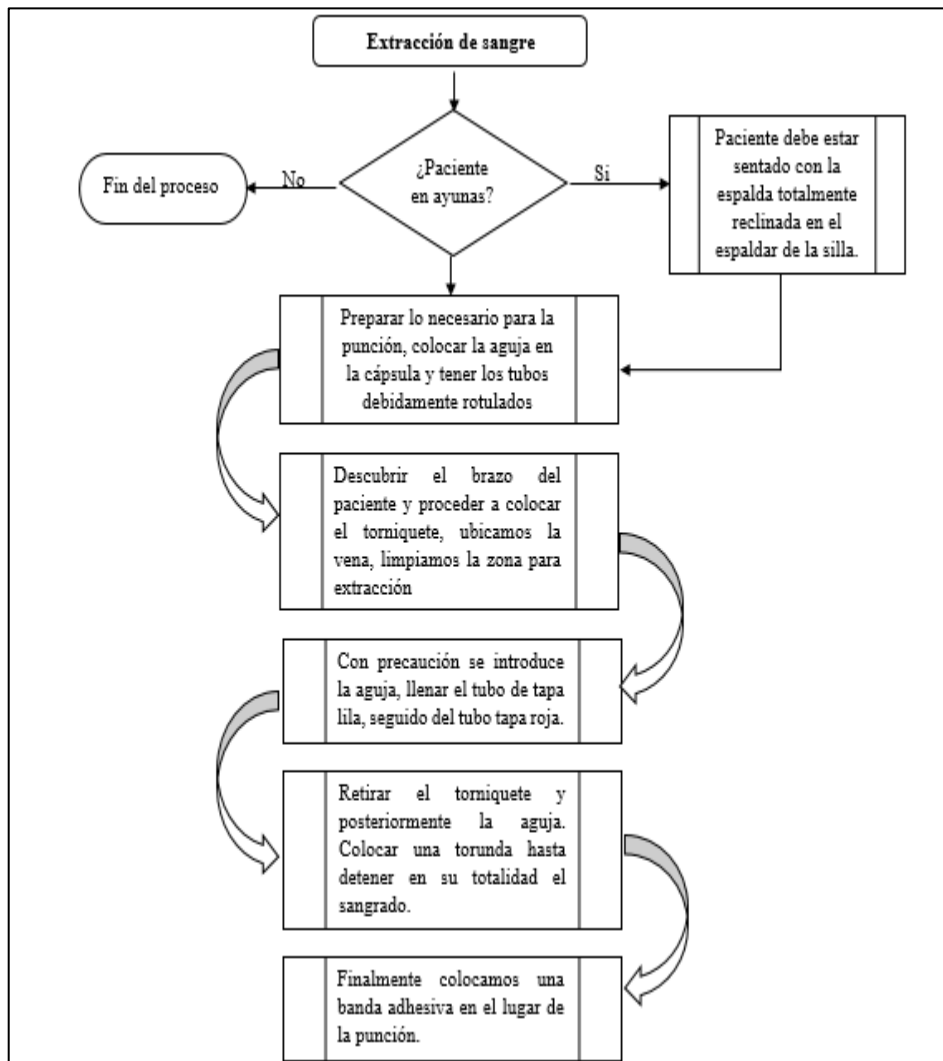 Extracción de sangre
¿Paciente
en ayunas?
No
Fin del proceso
Si
Paciente debe estar
sentado con la
espalda totalmente
reclinada en el
espaldar de la silla.
Preparar lo necesario para la
punción, colocar la aguja en
la cápsula y tener los tubos
debidamente rotulados
Descubrir el brazo del
paciente y proceder a colocar
el torniquete, ubicamos la
vena, limpiamos la zona para
extracción
Con precaución se introduce
la aguja, llenar el tubo de tapa
lila, seguido del tubo tapa roja.
Retirar el torniquete y
posteriormente la aguja.
Colocar una torunda hasta
detener en su totalidad el
sangrado.
Finalmente colocamos una
banda adhesiva en el lugar de
la punción.